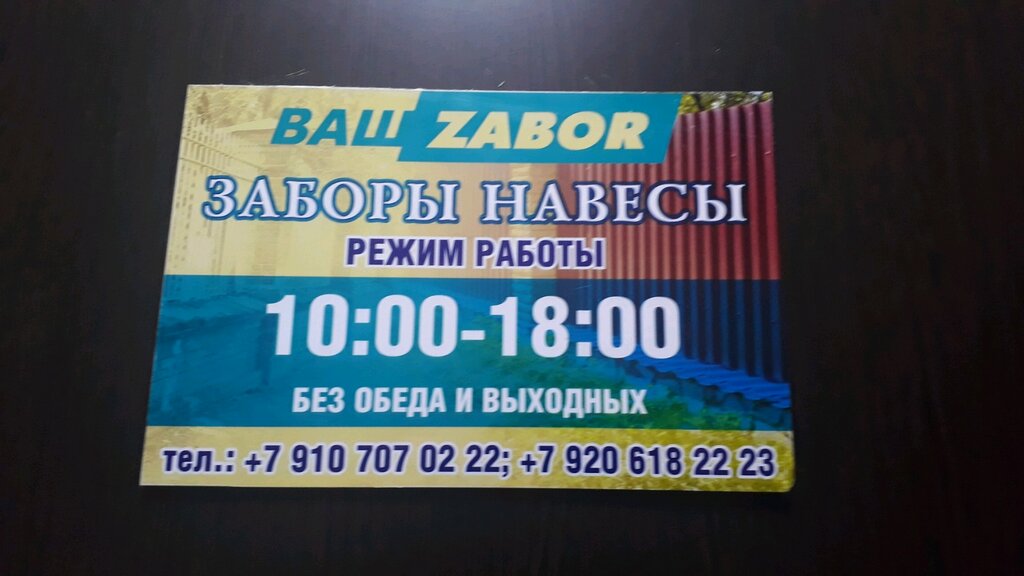 ВАШ ZABOR
ЗАБОРЫ НАВЕСЫ
РЕЖИМ РАБОТЫ
10:00-18:00
БЕЗ ОБЕДА И ВЫХОДНЫХ
тел.: +7 910 707 02 22; +7 920 618 22 23